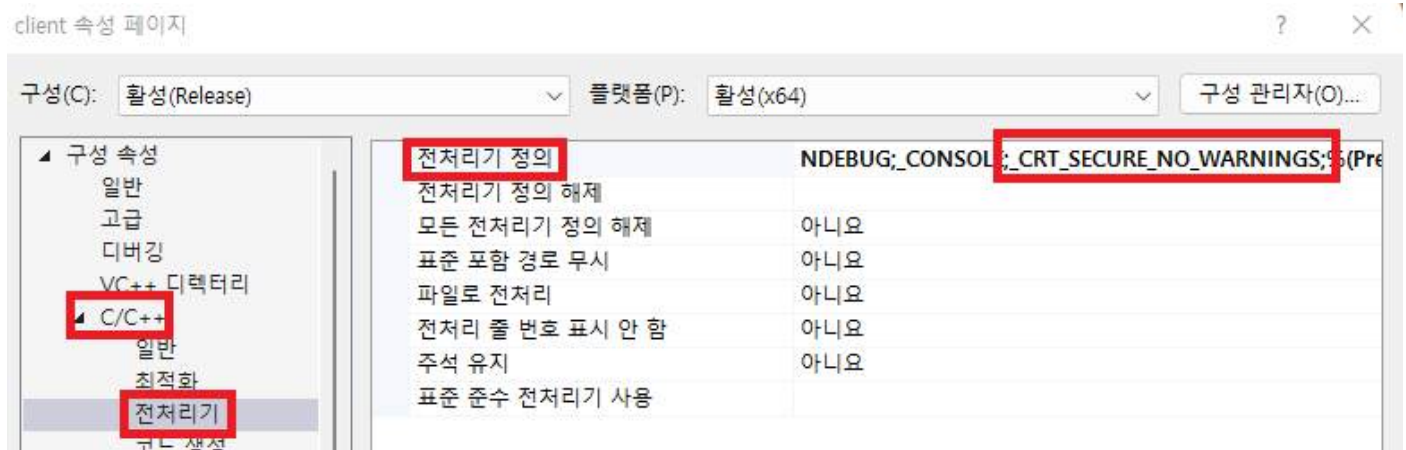 client 속성 페이지
? ×
구성(C): 활성(Release) 플랫폼(P): 활성(x64) 구성 관리자(O)...
구성 속성
일반
고급
디버깅
VC++ 디렉터리
C/C++
일반
최적화
전처리기
코드 생성
전처리기 정의 NDEBUG;_CONSOLE;_CRT_SECURE_NO_WARNINGS;%(Pre
전처리기 정의 해제
모든 전처리기 정의 해제 아니요
표준 포함 경로 무시 아니요
파일로 전처리 아니요
전처리 줄 번호 표시 안 함 아니요
주석 유지 아니요
표준 준수 전처리기 사용